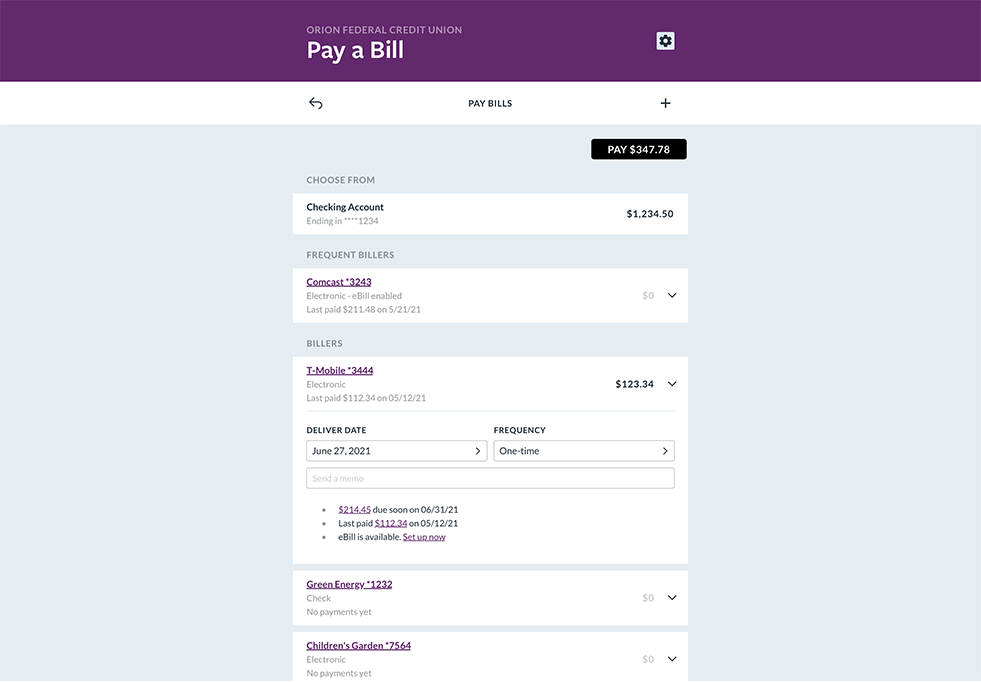 ORION FEDERAL CREDIT UNION
Pay a Bill
PAY BILLS
PAY $347.78
CHOOSE FROM
Checking Account
$1,234.50
Ending in ****1234
FREQUENT BILLERS
Comcast *3243
Electronic - eBill enabled
$0
Last paid $211.48 on 5/21/21
BILLERS
T-Mobile *3444
Electronic
$123.34
Last paid $112.34 on 05/12/21
DELIVER DATE
FREQUENCY
June 27, 2021
One-time
Send a memo
$214.45 due soon on 06/31/21
Last paid $112.34 on 05/12/21
eBill is available. Set up now
Green Energy *1232
Check
$0
No payments yet
Children's Garden *7564
Electronic
$0
No payments yet